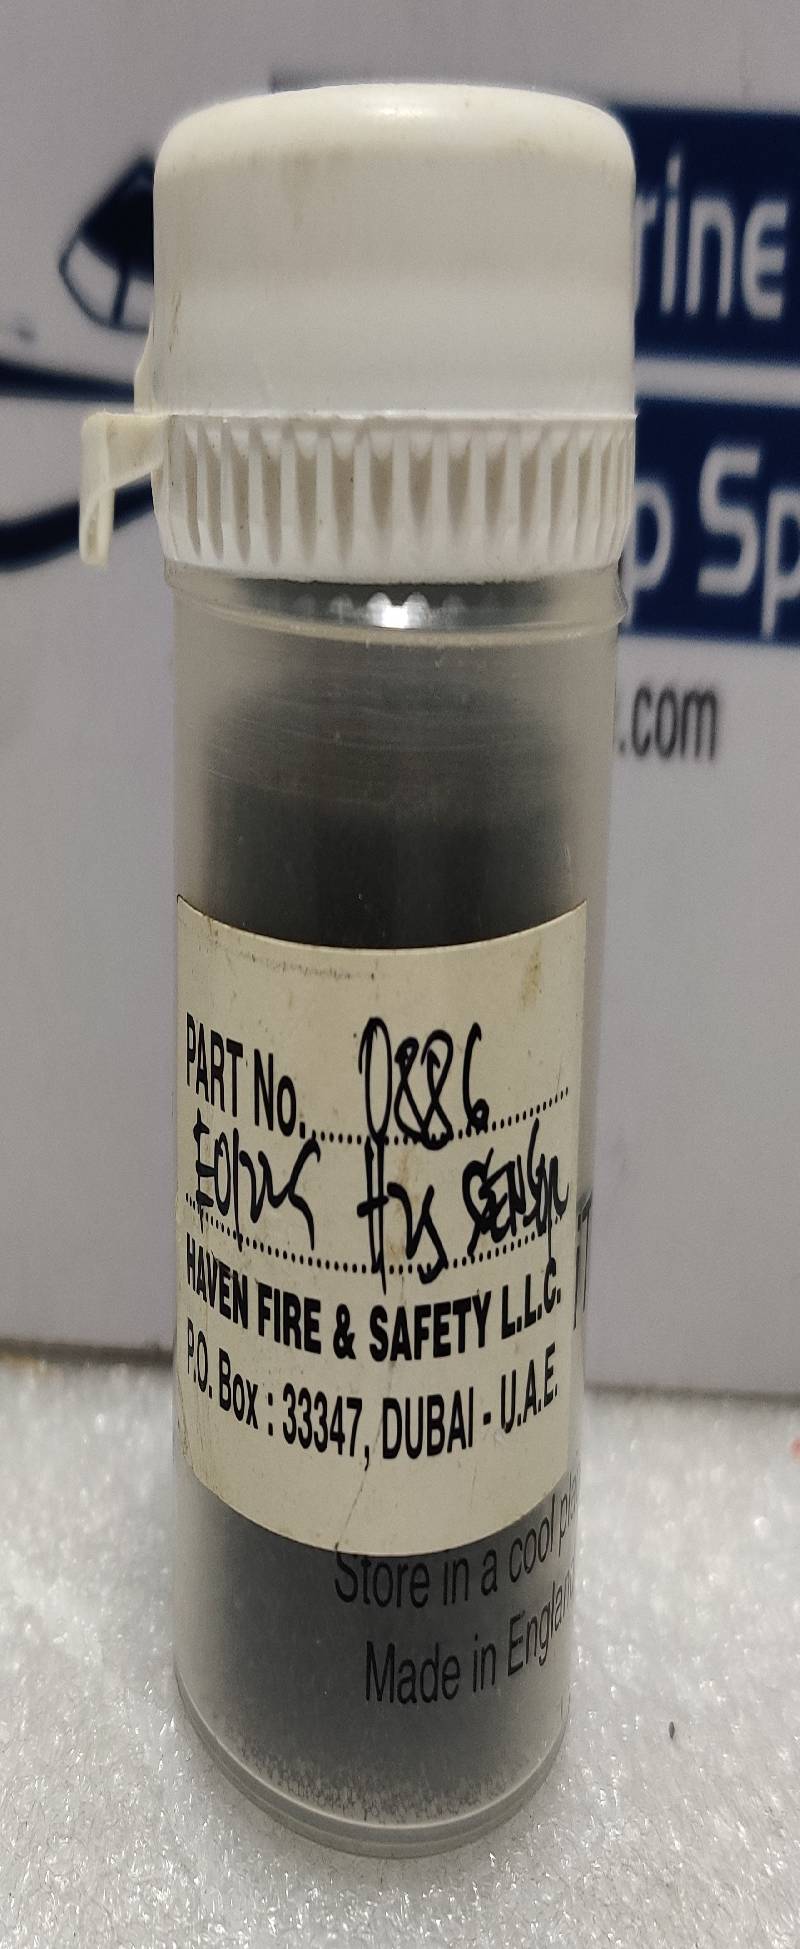 rine
p Sp
.com
PART No. 0886
H2S SENSOR
HAVEN FIRE & SAFETY L.L.C.
P.O. Box : 33347, DUBAI - U.A.E.
Store in a cool
Made in England